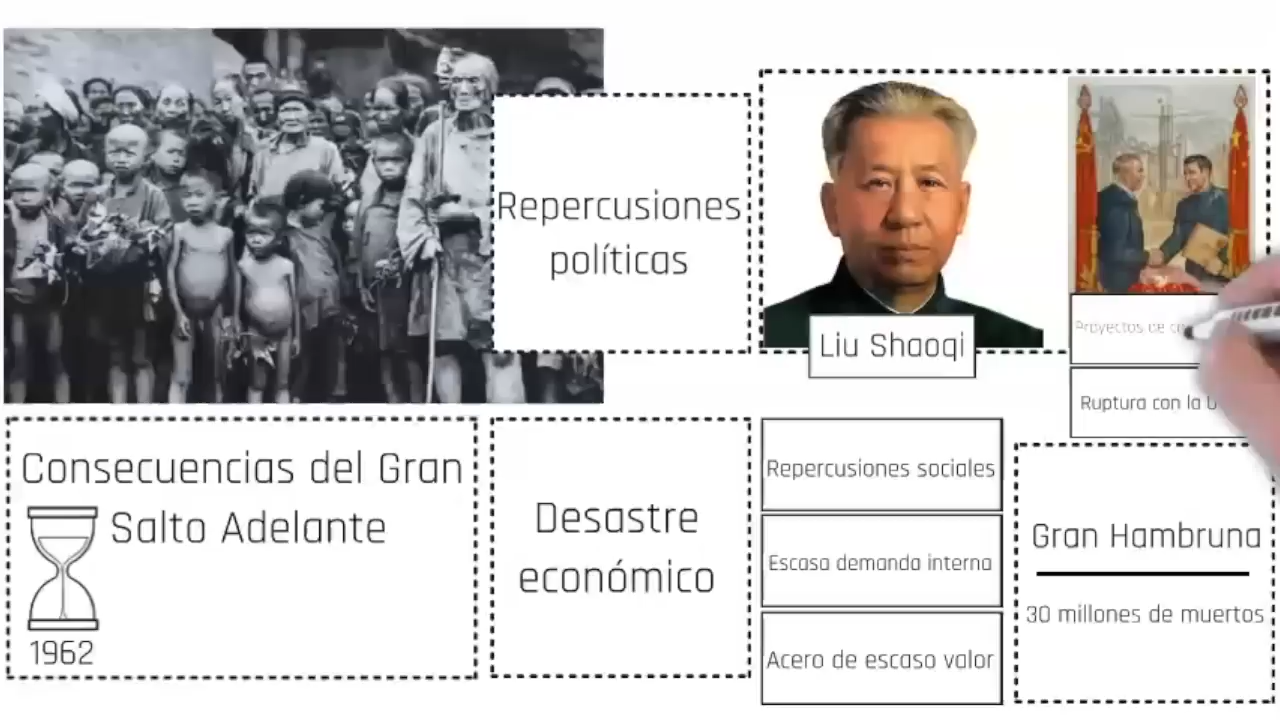 Repercusiones
políticas
Liu Shaoqi
Proyectos de
Ruptura con la
Consecuencias del Gran
Salto Adelante
1962
Desastre
económico
Repercusiones sociales
Escasa demanda interna
Acero de escaso valor
Gran Hambruna
30 millones de muertos